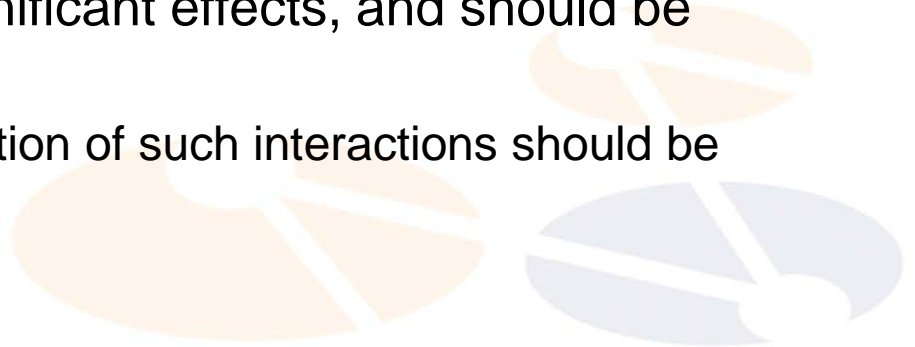 nificant effects, and should be
tion of such interactions should be